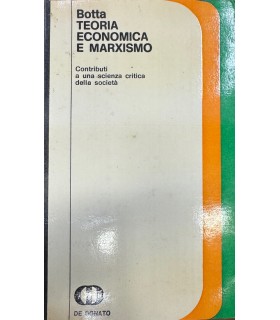 Botta
TEORIA
ECONOMICA
E MARXISMO
Contributi
a una scienza critica
della società
DE DONATO